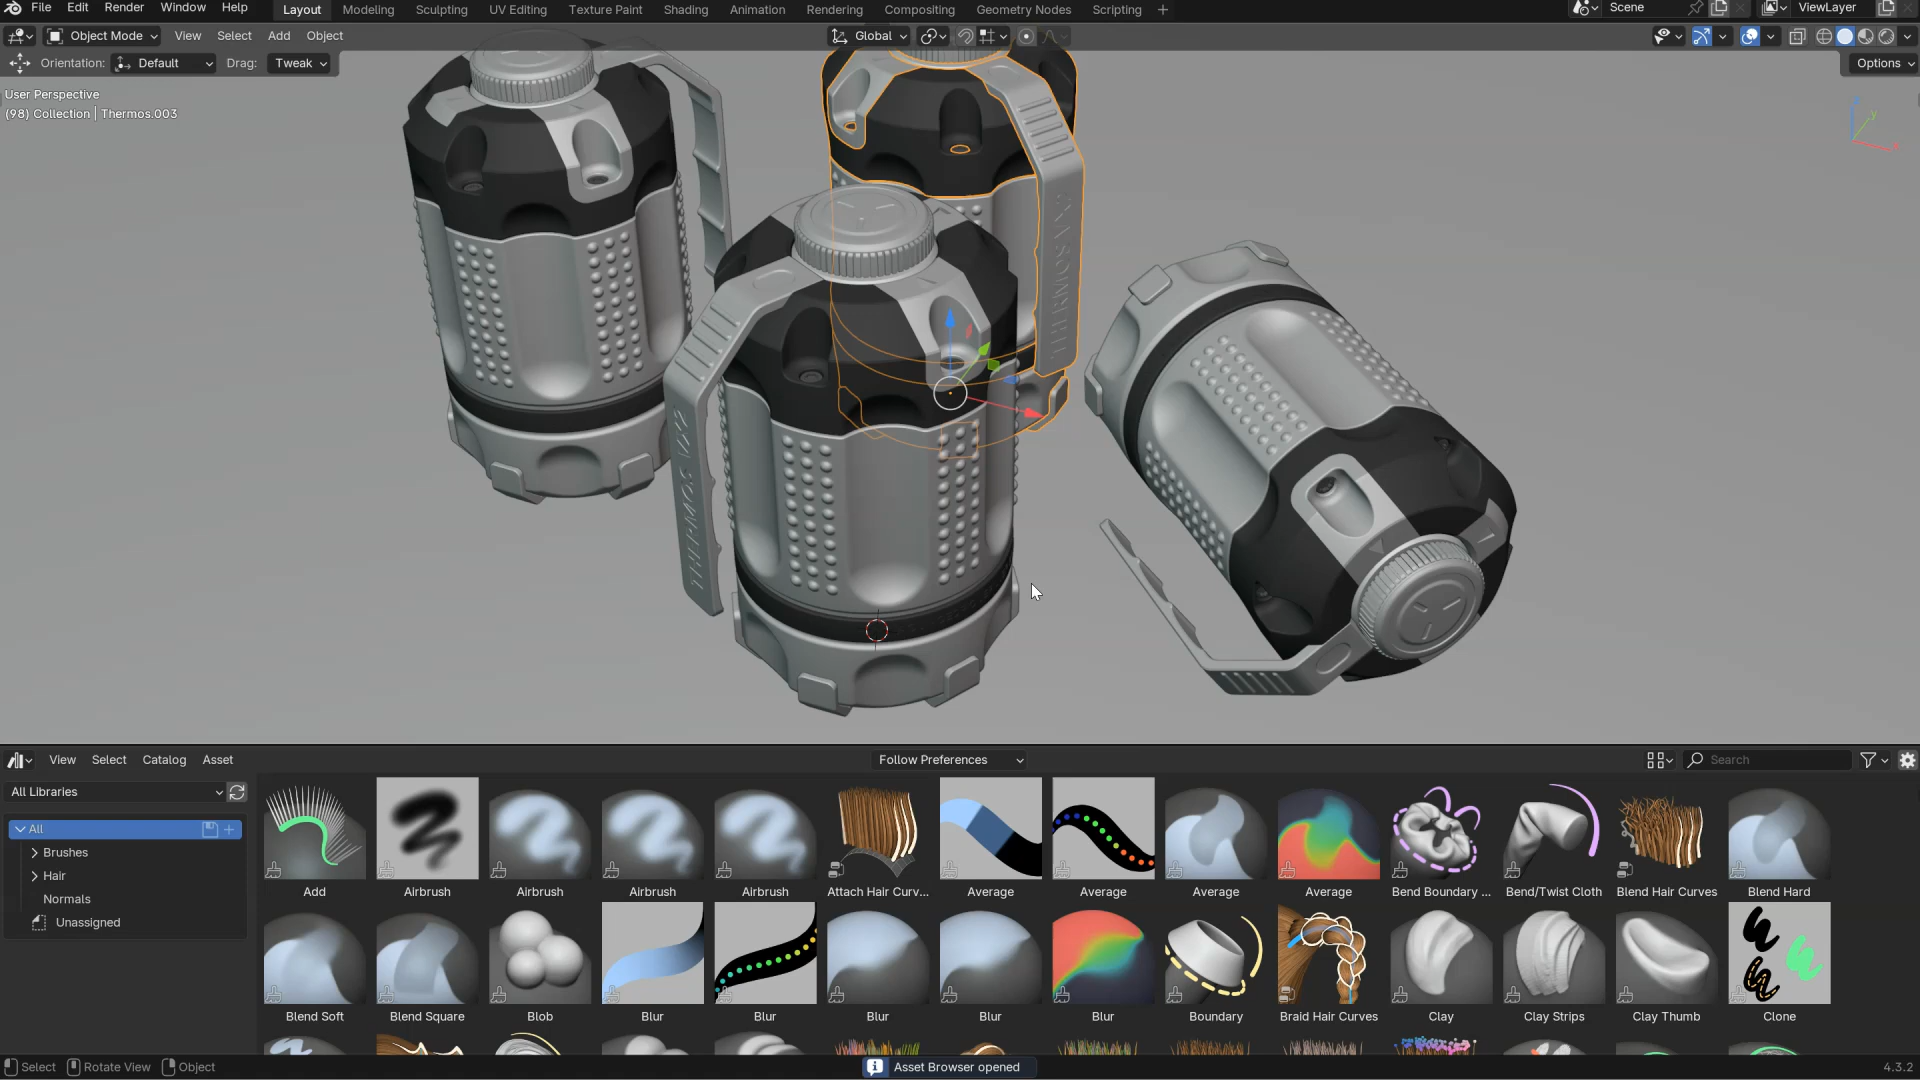 File Edit Render Window Help Layout Modeling Sculpting UV Editing Texture Paint Shading Animation Rendering Compositing Geometry Nodes Scripting + Scene ViewLayer
Object Mode View Select Add Object Global
Orientation: Default Drag: Tweak Options
User Perspective
(98) Collection | Thermos.003
z
y
x
THERMOS
THERMOS
View Select Catalog Asset Follow Preferences Search
All Libraries
All
Brushes
Hair
Normals
Unassigned
Add Airbrush Airbrush Airbrush Airbrush Attach Hair Curv... Average Average Average Average Bend Boundary ... Bend/Twist Cloth Blend Hair Curves Blend Hard
Blend Soft Blend Square Blob Blur Blur Blur Blur Blur Boundary Braid Hair Curves Clay Clay Strips Clay Thumb Clone
Select Rotate View Object Asset Browser opened 4.3.2